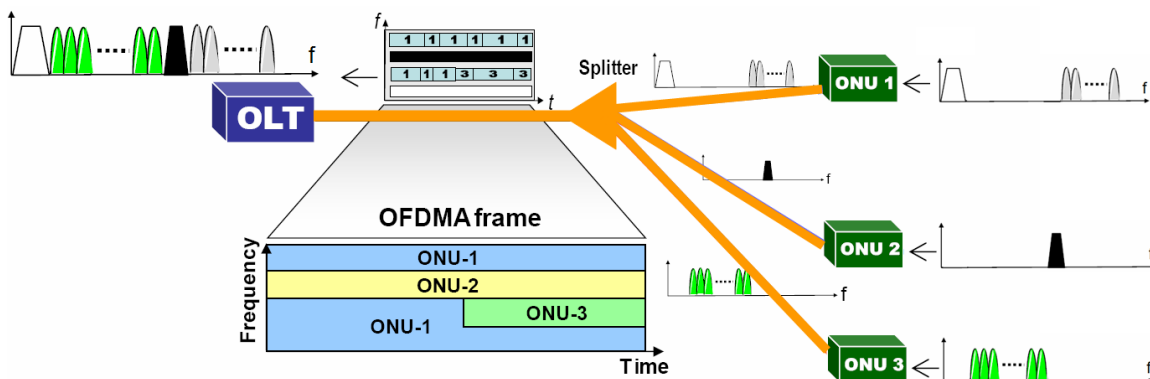 f
f
1 1 1 1 1 1
1 1 1 3 3 3
t
OLT
Splitter
ONU 1
f
f
f
ONU 2
f
ONU 3
OFDMA frame
Frequency
ONU-1
ONU-2
ONU-1
ONU-3
Time